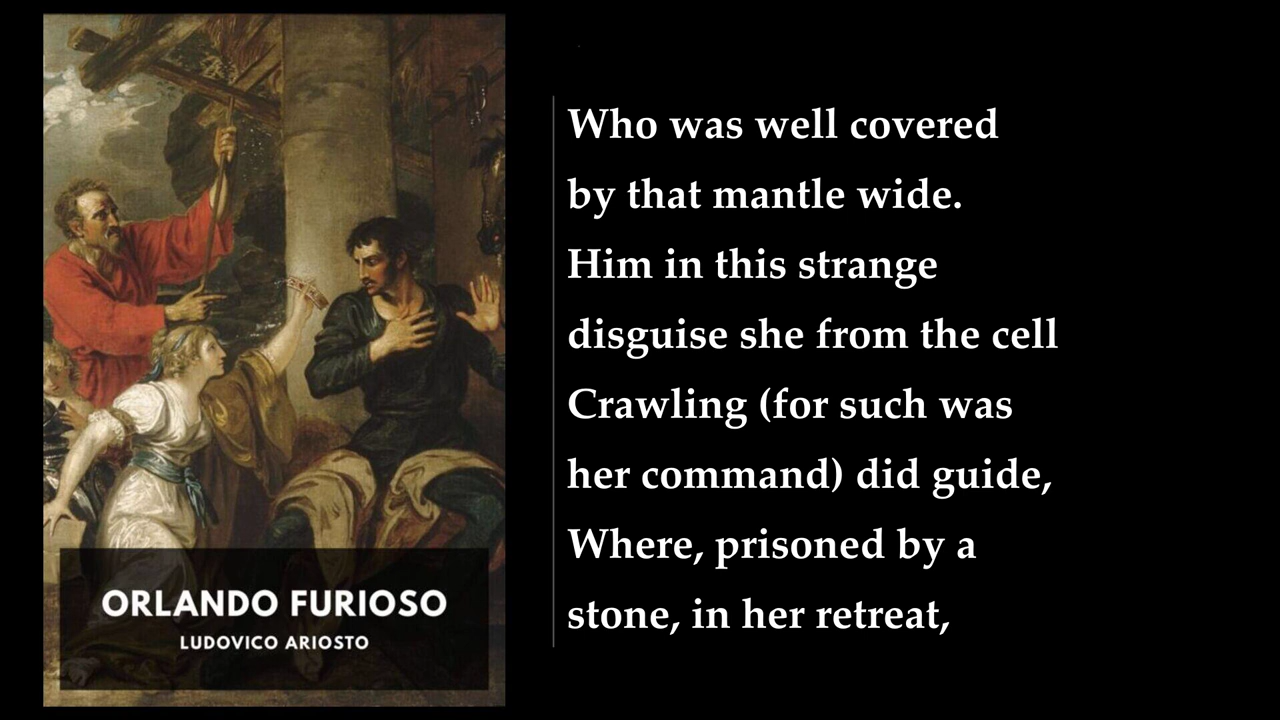 ORLANDO FURIOSO
LUDOVICO ARIOSTO
Who was well covered
by that mantle wide.
Him in this strange
disguise she from the cell
Crawling (for such was
her command) did guide,
Where, prisoned by a
stone, in her retreat,